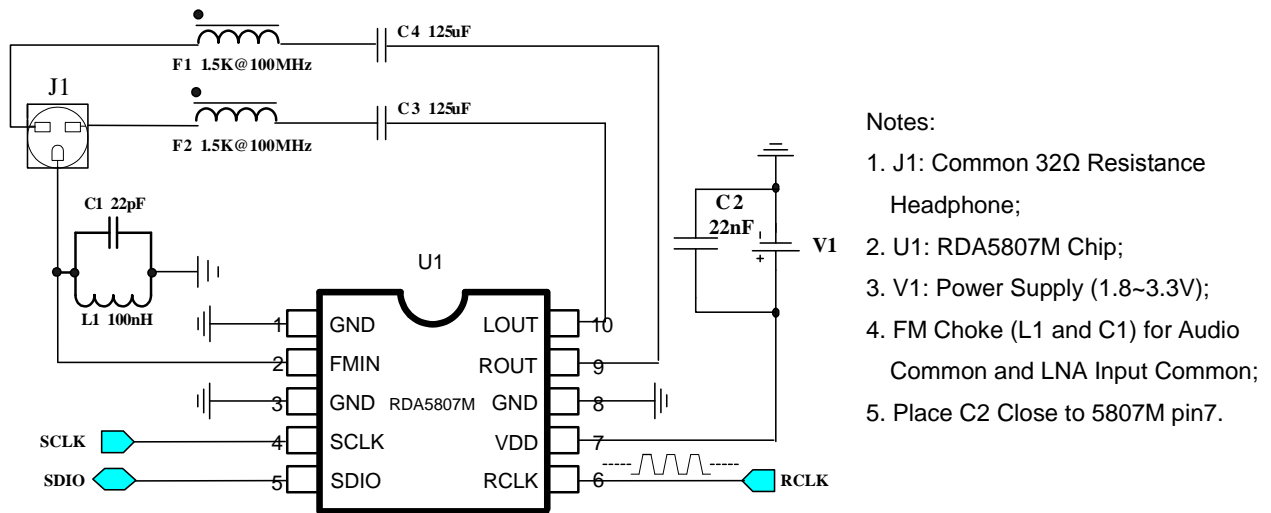 C4 125uF
F1 1.5K@100MHz
J1
C3 125uF
F2 1.5K@100MHz
C1 22pF
L1 100nH
C2
22nF
V1
-
+
U1
1 GND
LOUT 10
2 FMIN
ROUT 9
3 GND
RDA5807M
GND 8
SCLK
4 SCLK
VDD 7
SDIO
5 SDIO
RCLK 6
RCLK
Notes:
1. J1: Common 32Ω Resistance
Headphone;
2. U1: RDA5807M Chip;
3. V1: Power Supply (1.8~3.3V);
4. FM Choke (L1 and C1) for Audio
Common and LNA Input Common;
5. Place C2 Close to 5807M pin7.